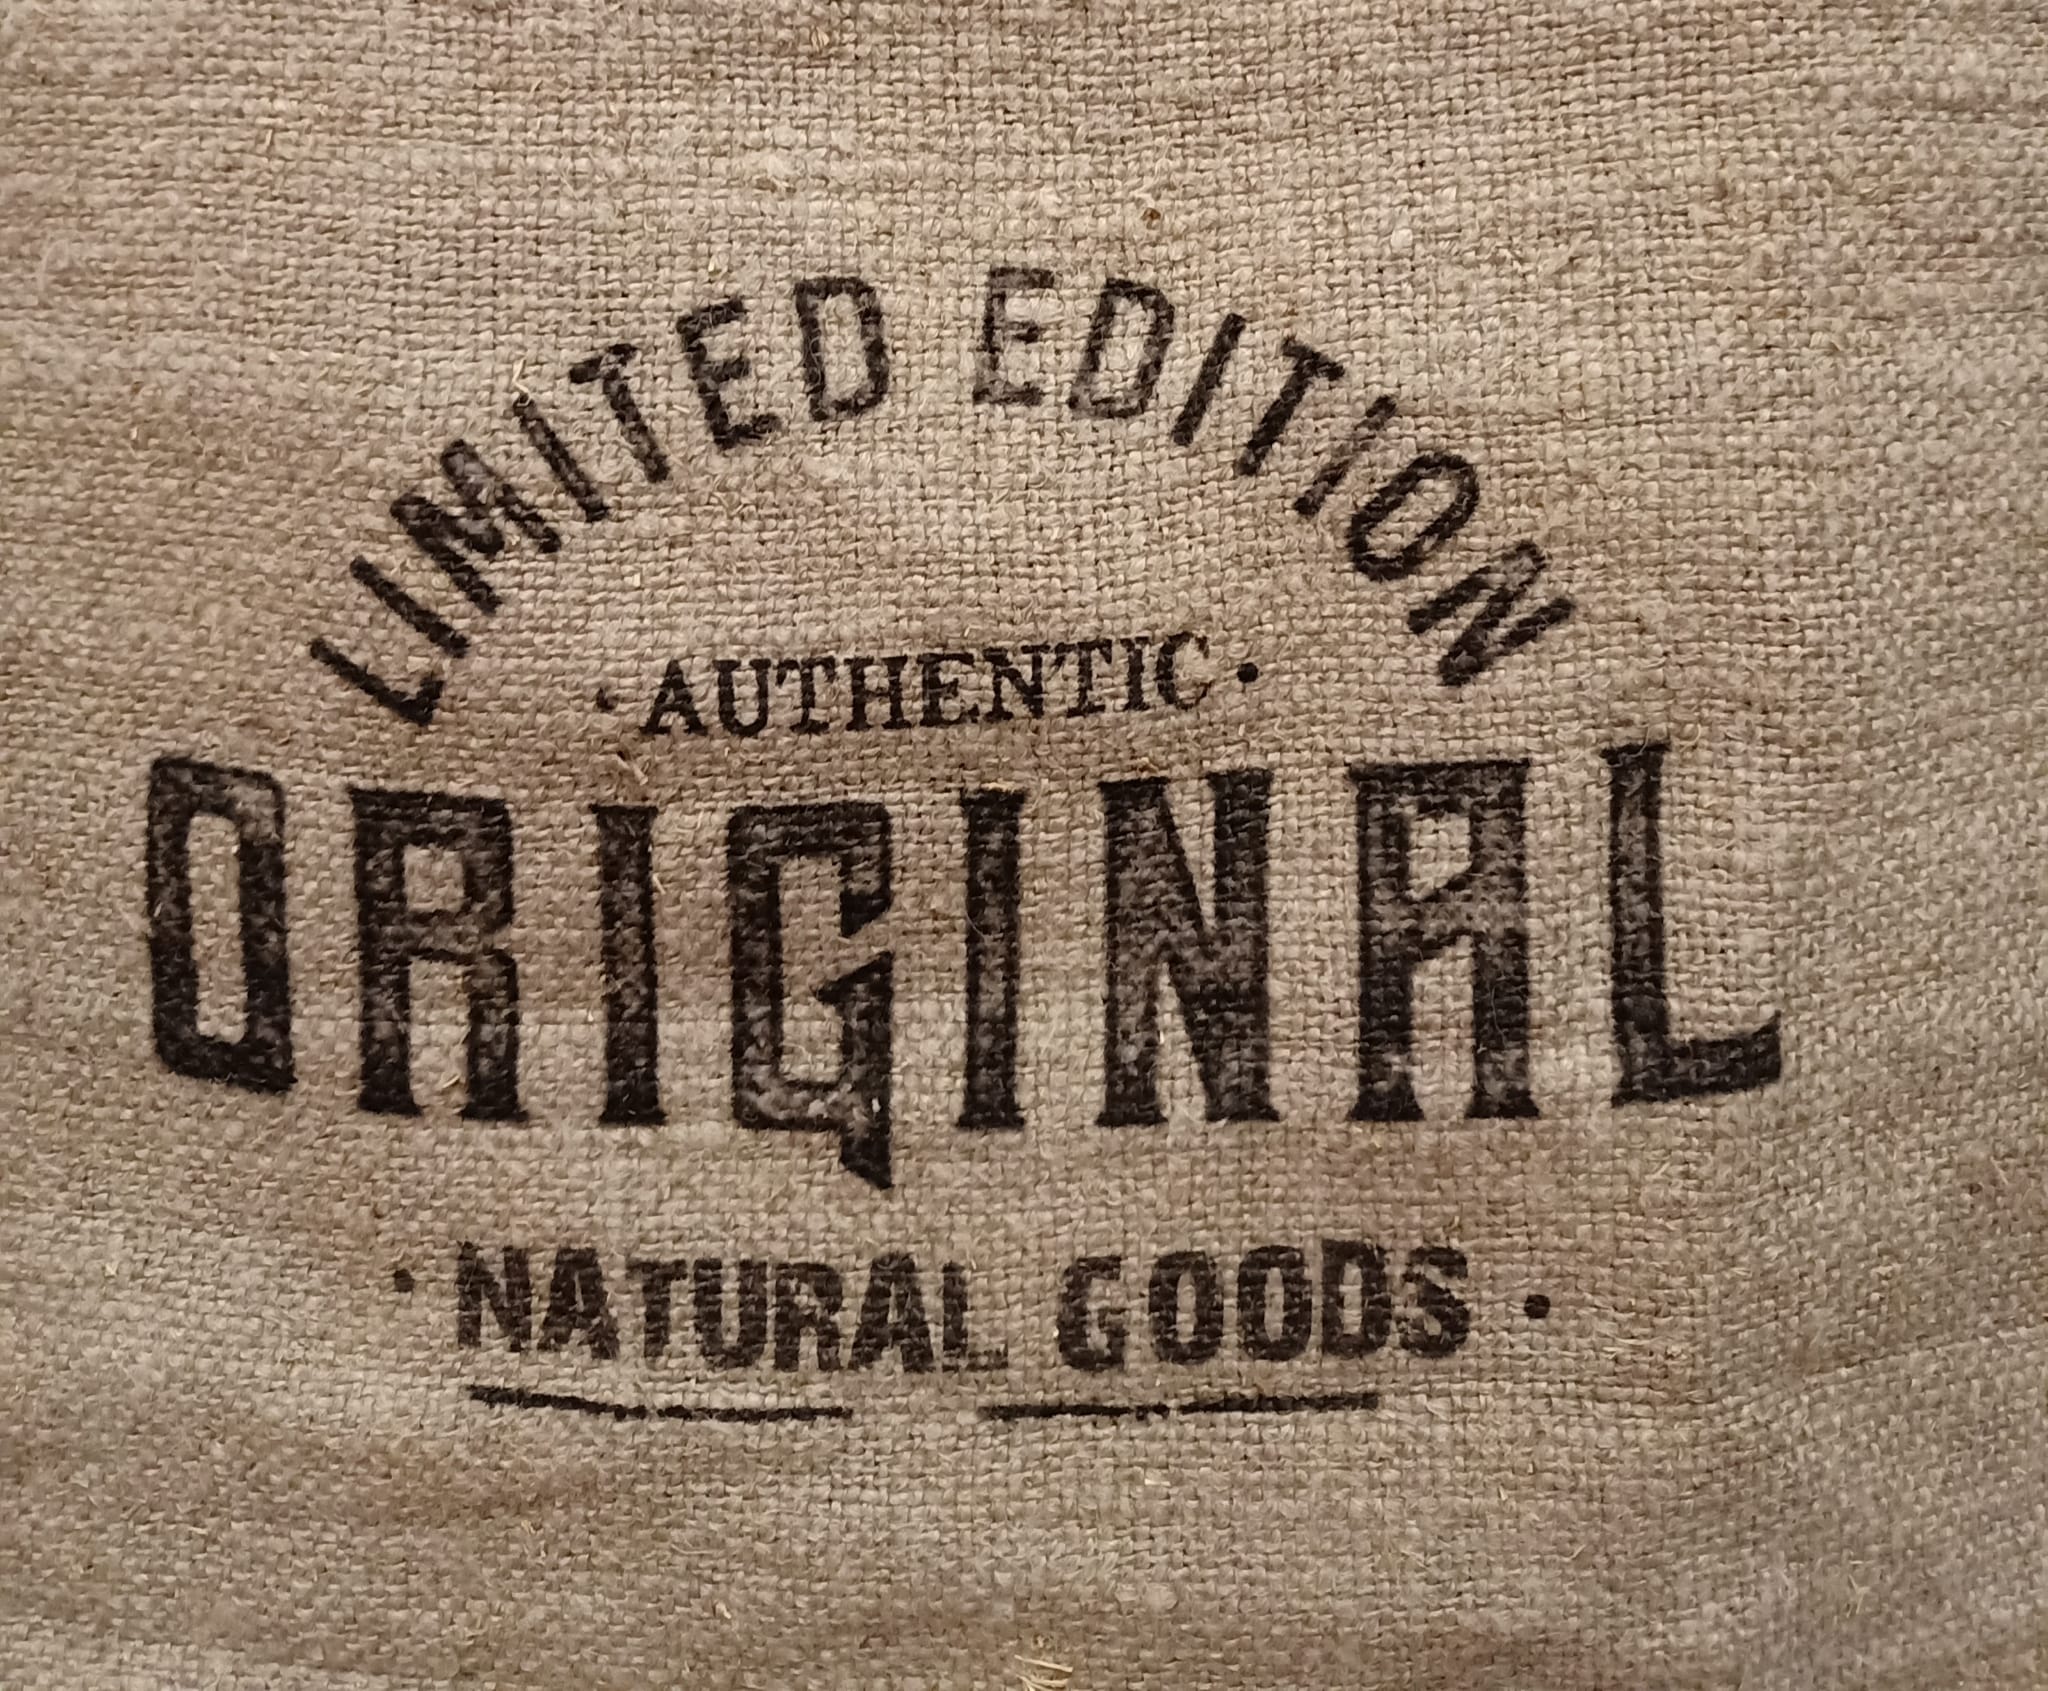 LIMITED EDITION
· AUTHENTIC ·
ORIGINAL
· NATURAL GOODS ·